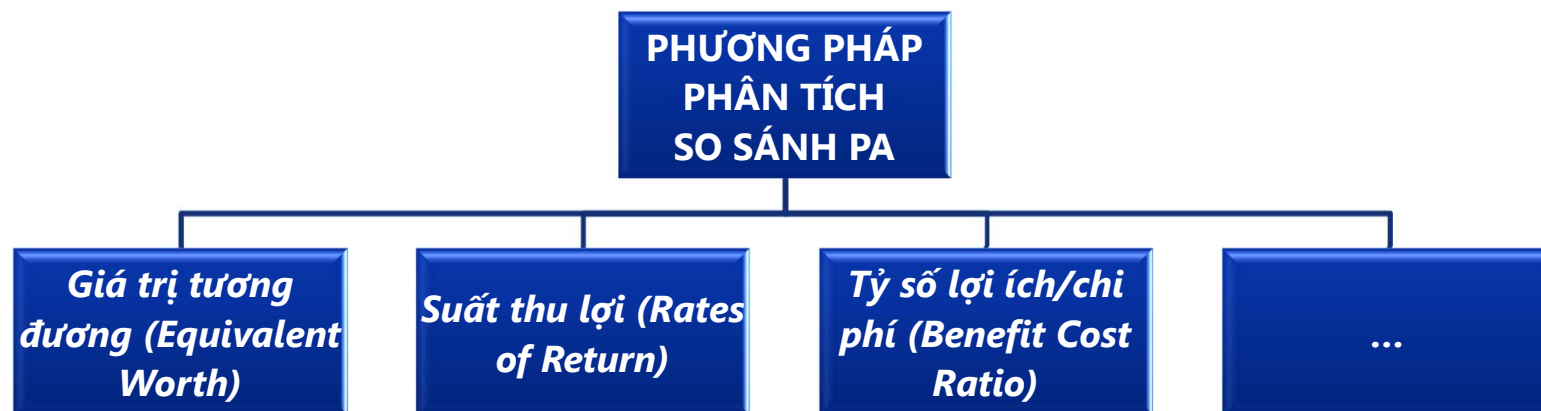 PHƯƠNG PHÁP
PHÂN TÍCH
SO SÁNH PA
Giá trị tương
đương (Equivalent
Worth)
Suất thu lợi (Rates
of Return)
Tỷ số lợi ích/chi
phí (Benefit Cost
Ratio)
...